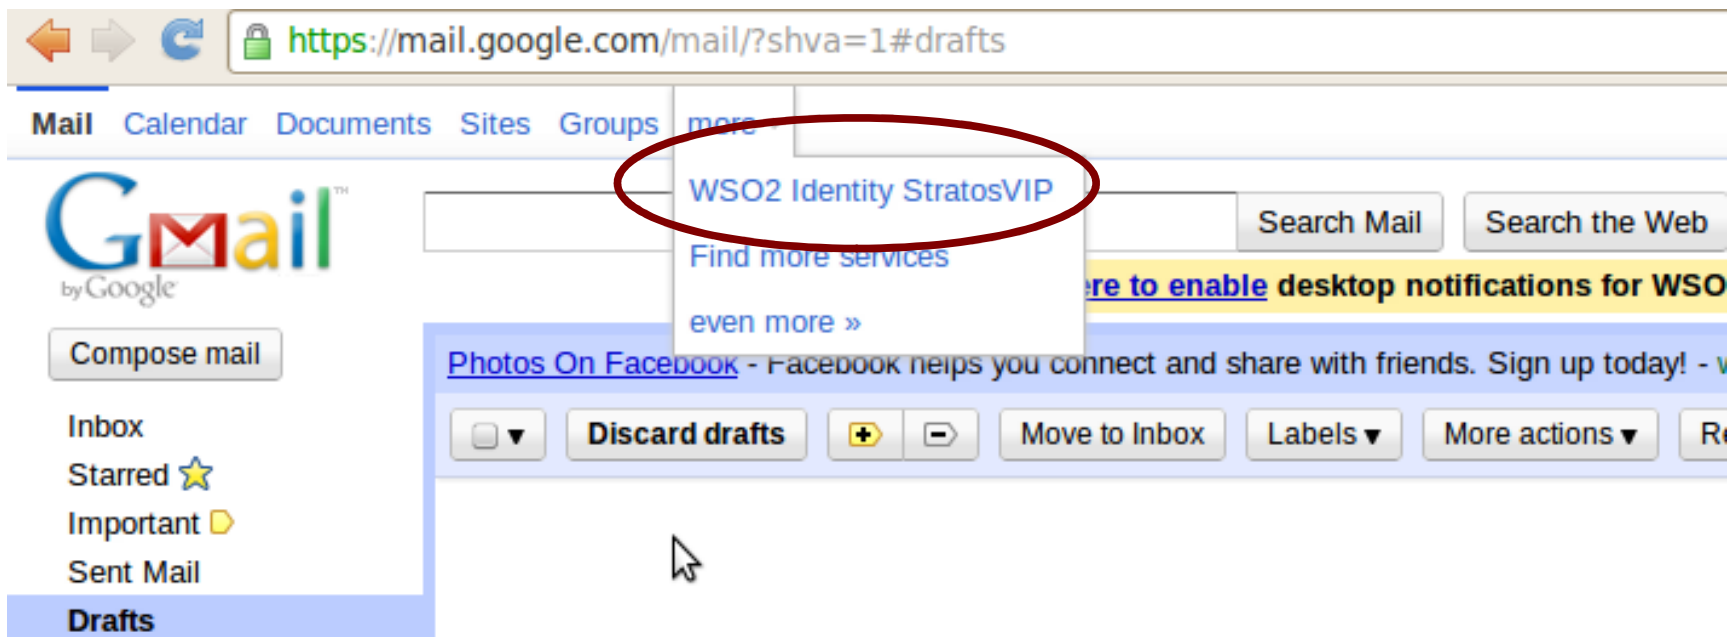 https://mail.google.com/mail/?shva=1#drafts
Mail Calendar Documents Sites Groups more
WSO2 Identity StratosVIP
Find more services
even more »
Gmail™
by Google
Search Mail Search the Web
ere to enable desktop notifications for WSO
Compose mail
Photos On Facebook - Facebook helps you connect and share with friends. Sign up today! -
Discard drafts Move to Inbox Labels More actions Re
Inbox
Starred
Important
Sent Mail
Drafts